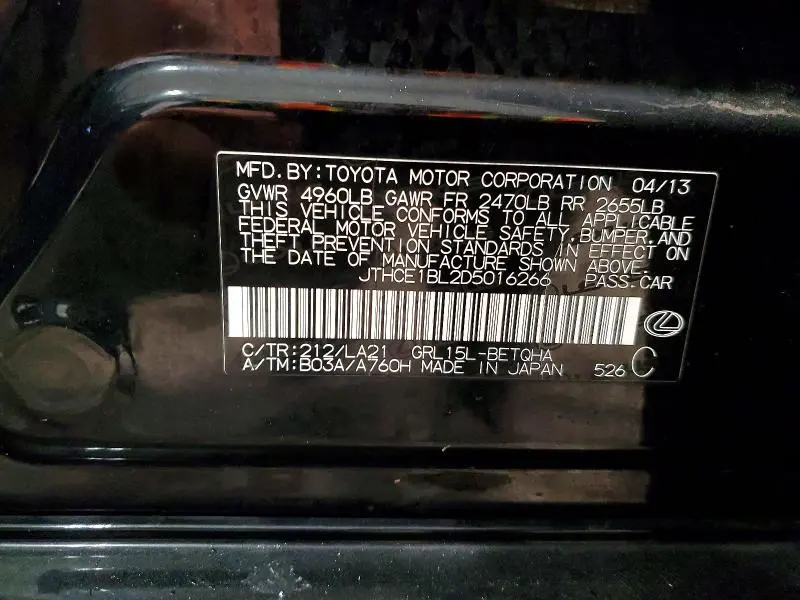 MFD.BY:TOYOTA MOTOR CORPORATION 04/13
GVWR 4960LB GAWR FR 2470LB RR 2655LB
THIS VEHICLE CONFORMS TO ALL APPLICABLE
FEDERAL MOTOR VEHICLE SAFETY,BUMPER,AND
THEFT PREVENTION STANDARDS IN EFFECT ON
THE DATE OF MANUFACTURE SHOWN ABOVE.
JTHCE1BL2D5016266 PASS.CAR
C/TR:212/LA21 GRL15L-BETQHA
A/TM:B03A/A760H MADE IN JAPAN 526 C